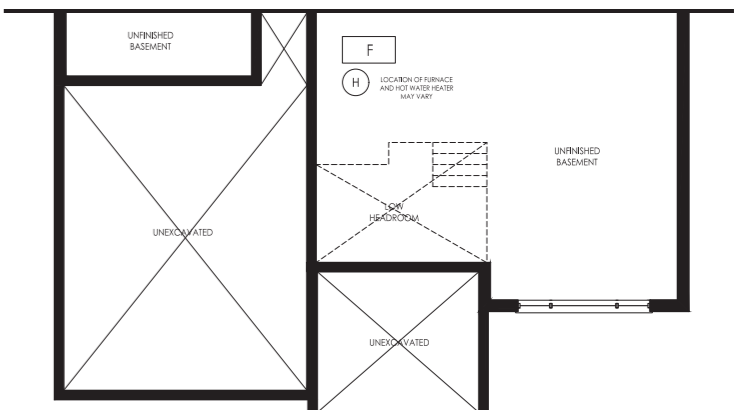 UNFINISHED
BASEMENT
F
H
LOCATION OF FURNACE
AND HOT WATER HEATER
MAY VARY
UNFINISHED
BASEMENT
LOW
HEADROOM
UNEXCAVATED
UNEXCAVATED